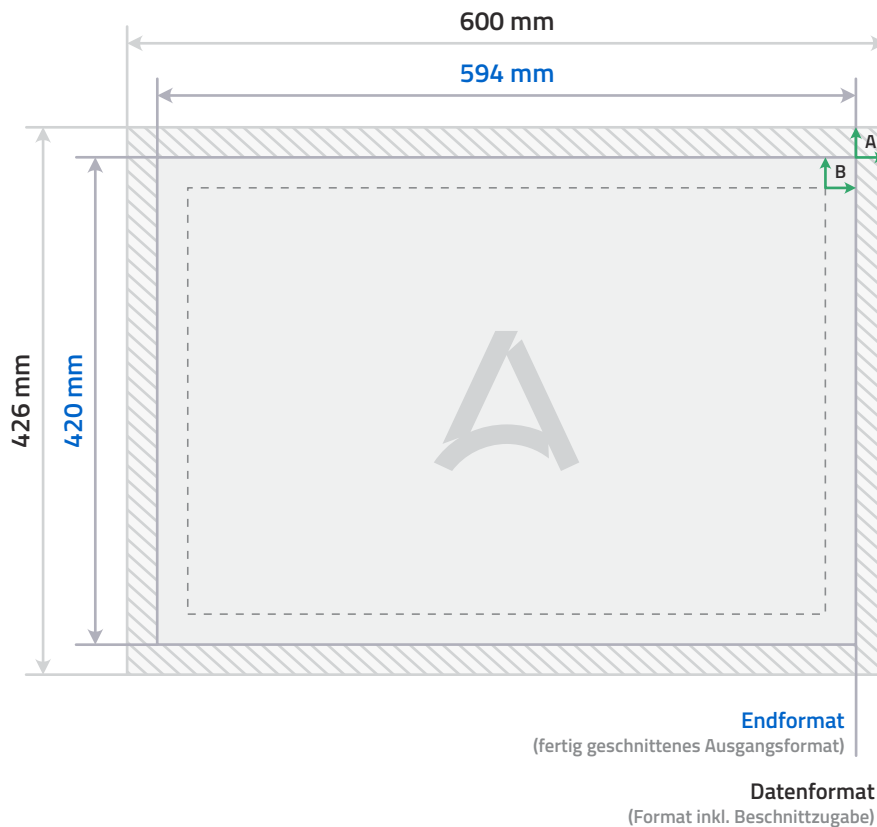 600 mm
594 mm
A
B
426 mm
420 mm
Endformat
(fertig geschnittenes Ausgangsformat)
Datenformat
(Format inkl. Beschnittzugabe)